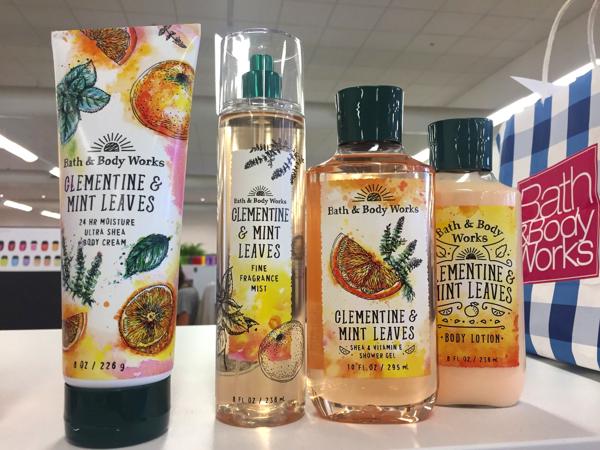 Bath & Body Works
CLEMENTINE &
MINT LEAVES
24 HR MOISTURE
ULTRA SHEA
BODY CREAM
8 OZ / 226 g
Bath & Body Works
CLEMENTINE
& MINT
LEAVES
FINE
FRAGRANCE
MIST
8 FL OZ / 236 mL
Bath & Body Works
CLEMENTINE &
MINT LEAVES
SHEA & VITAMIN E
SHOWER GEL
10 FL OZ / 295 mL
Bath & Body
Works
CLEMENTINE &
MINT LEAVES
BODY LOTION
8 FL OZ / 236 mL
Bath
&Body
Works